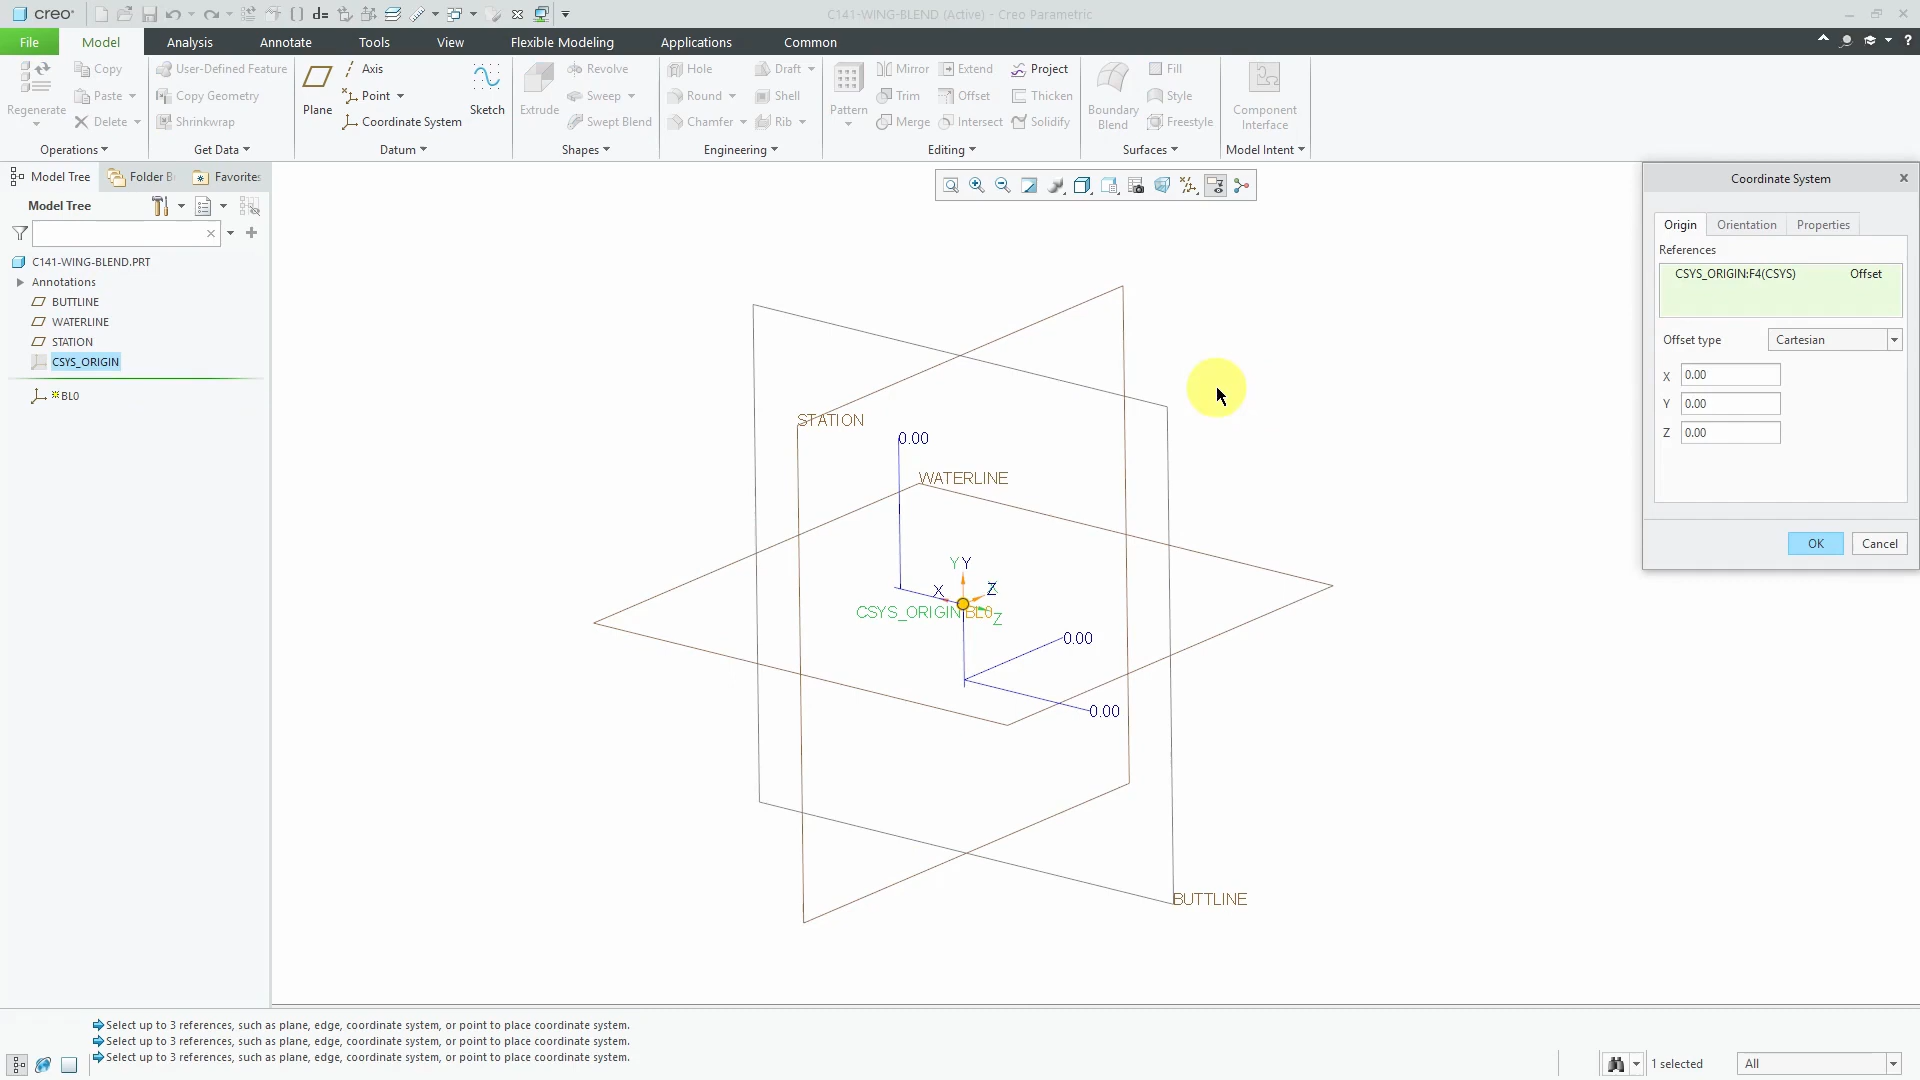 creo
C141-WING-BLEND (Active) - Creo Parametric
File Model Analysis Annotate Tools View Flexible Modeling Applications Common
Regenerate
Copy
Paste
Delete
Operations
User-Defined Feature
Copy Geometry
Shrinkwrap
Get Data
Plane
Axis
Point
Coordinate System
Sketch
Datum
Extrude
Revolve
Sweep
Swept Blend
Shapes
Hole
Round
Chamfer
Draft
Shell
Rib
Engineering
Pattern
Mirror
Trim
Merge
Extend
Offset
Intersect
Project
Thicken
Solidify
Editing
Boundary
Blend
Fill
Style
Freestyle
Surfaces
Component
Interface
Model Intent
Model Tree
Folder B
Favorites
Model Tree
C141-WING-BLEND.PRT
Annotations
BUTTLINE
WATERLINE
STATION
CSYS_ORIGIN
BL0
STATION
0.00
WATERLINE
Y Y
X Z
CSYS_ORIGIN BL0
Z
0.00
0.00
BUTTLINE
Coordinate System
Origin Orientation Properties
References
CSYS_ORIGIN:F4(CSYS) Offset
Offset type Cartesian
X 0.00
Y 0.00
Z 0.00
OK Cancel
Select up to 3 references, such as plane, edge, coordinate system, or point to place coordinate system.
Select up to 3 references, such as plane, edge, coordinate system, or point to place coordinate system.
Select up to 3 references, such as plane, edge, coordinate system, or point to place coordinate system.
1 selected
All